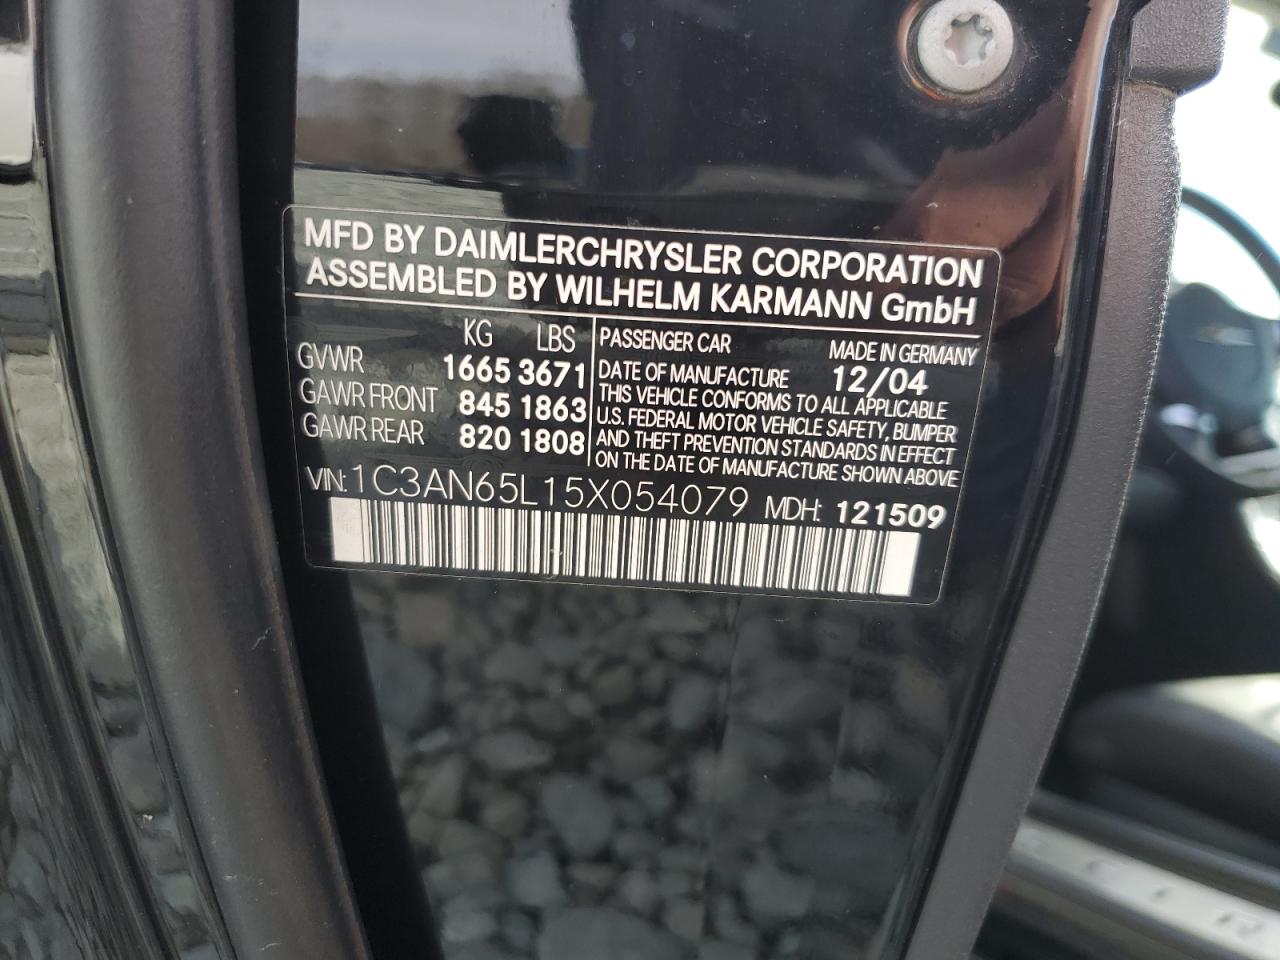 MFD BY DAIMLERCHRYSLER CORPORATION
ASSEMBLED BY WILHELM KARMANN GmbH
KG LBS
GVWR 1665 3671
GAWR FRONT 845 1863
GAWR REAR 820 1808
PASSENGER CAR MADE IN GERMANY
DATE OF MANUFACTURE 12/04
THIS VEHICLE CONFORMS TO ALL APPLICABLE
U.S. FEDERAL MOTOR VEHICLE SAFETY, BUMPER
AND THEFT PREVENTION STANDARDS IN EFFECT
ON THE DATE OF MANUFACTURE SHOWN ABOVE
VIN: 1C3AN65L15X054079 MDH: 121509